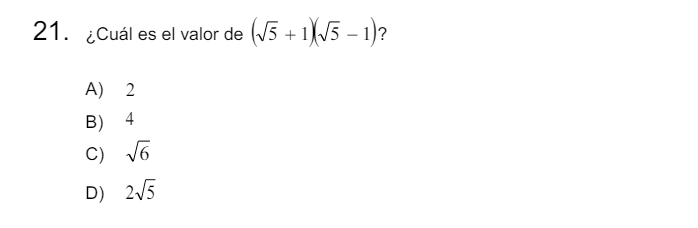 21. ¿Cuál es el valor de (√5 + 1)(√5 – 1)?
A) 2
B) 4
C) √6
D) 2√5